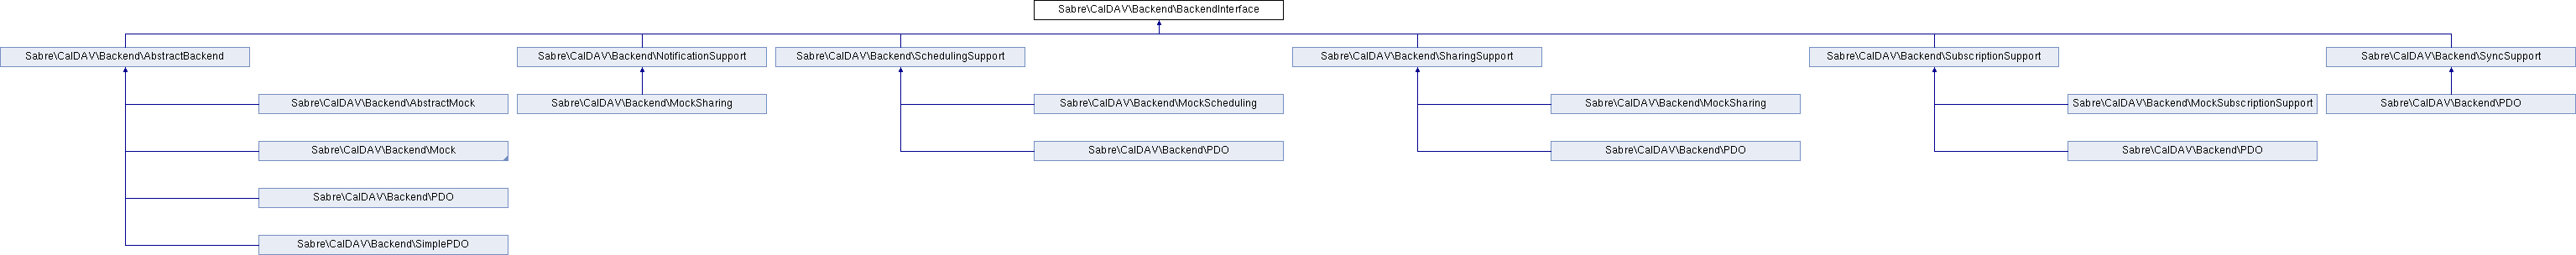 Sabre\CalDAV\Backend\BackendInterface
Sabre\CalDAV\Backend\AbstractBackend
Sabre\CalDAV\Backend\NotificationSupport
Sabre\CalDAV\Backend\SchedulingSupport
Sabre\CalDAV\Backend\SharingSupport
Sabre\CalDAV\Backend\SubscriptionSupport
Sabre\CalDAV\Backend\SyncSupport
Sabre\CalDAV\Backend\AbstractMock
Sabre\CalDAV\Backend\MockSharing
Sabre\CalDAV\Backend\MockScheduling
Sabre\CalDAV\Backend\MockSharing
Sabre\CalDAV\Backend\MockSubscriptionSupport
Sabre\CalDAV\Backend\PDO
Sabre\CalDAV\Backend\Mock
Sabre\CalDAV\Backend\PDO
Sabre\CalDAV\Backend\PDO
Sabre\CalDAV\Backend\PDO
Sabre\CalDAV\Backend\PDO
Sabre\CalDAV\Backend\SimplePDO